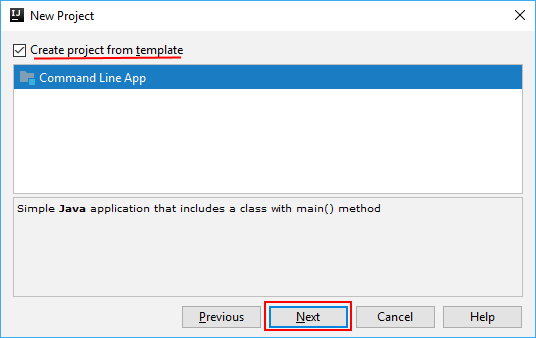 IJ New Project
Create project from template
Command Line App
Simple Java application that includes a class with main() method
Previous Next Cancel Help